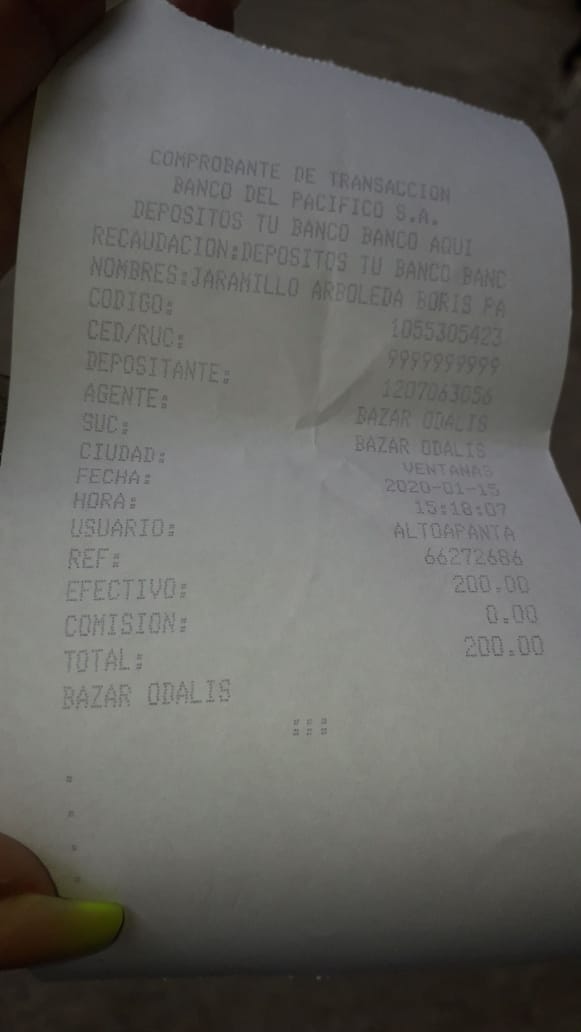 COMPROBANTE DE TRANSACCION
BANCO DEL PACIFICO S.A.
DEPOSITOS TU BANCO BANCO AQUI
RECAUDACION:DEPOSITOS TU BANCO BANC
NOMBRES:JARAMILLO ARBOLEDA BORIS PA
CODIGO: 1055305423
CED/RUC: 9999999999
DEPOSITANTE: 1207063056
AGENTE: BAZAR ODALIS
SUC: BAZAR ODALIS
CIUDAD: VENTANAS
FECHA: 2020-01-15
HORA: 15:18:07
USUARIO: ALTOAPANTA
REF: 66272686
EFECTIVO: 200.00
COMISION: 0.00
TOTAL: 200.00
BAZAR ODALIS
:::
.
.
.
.